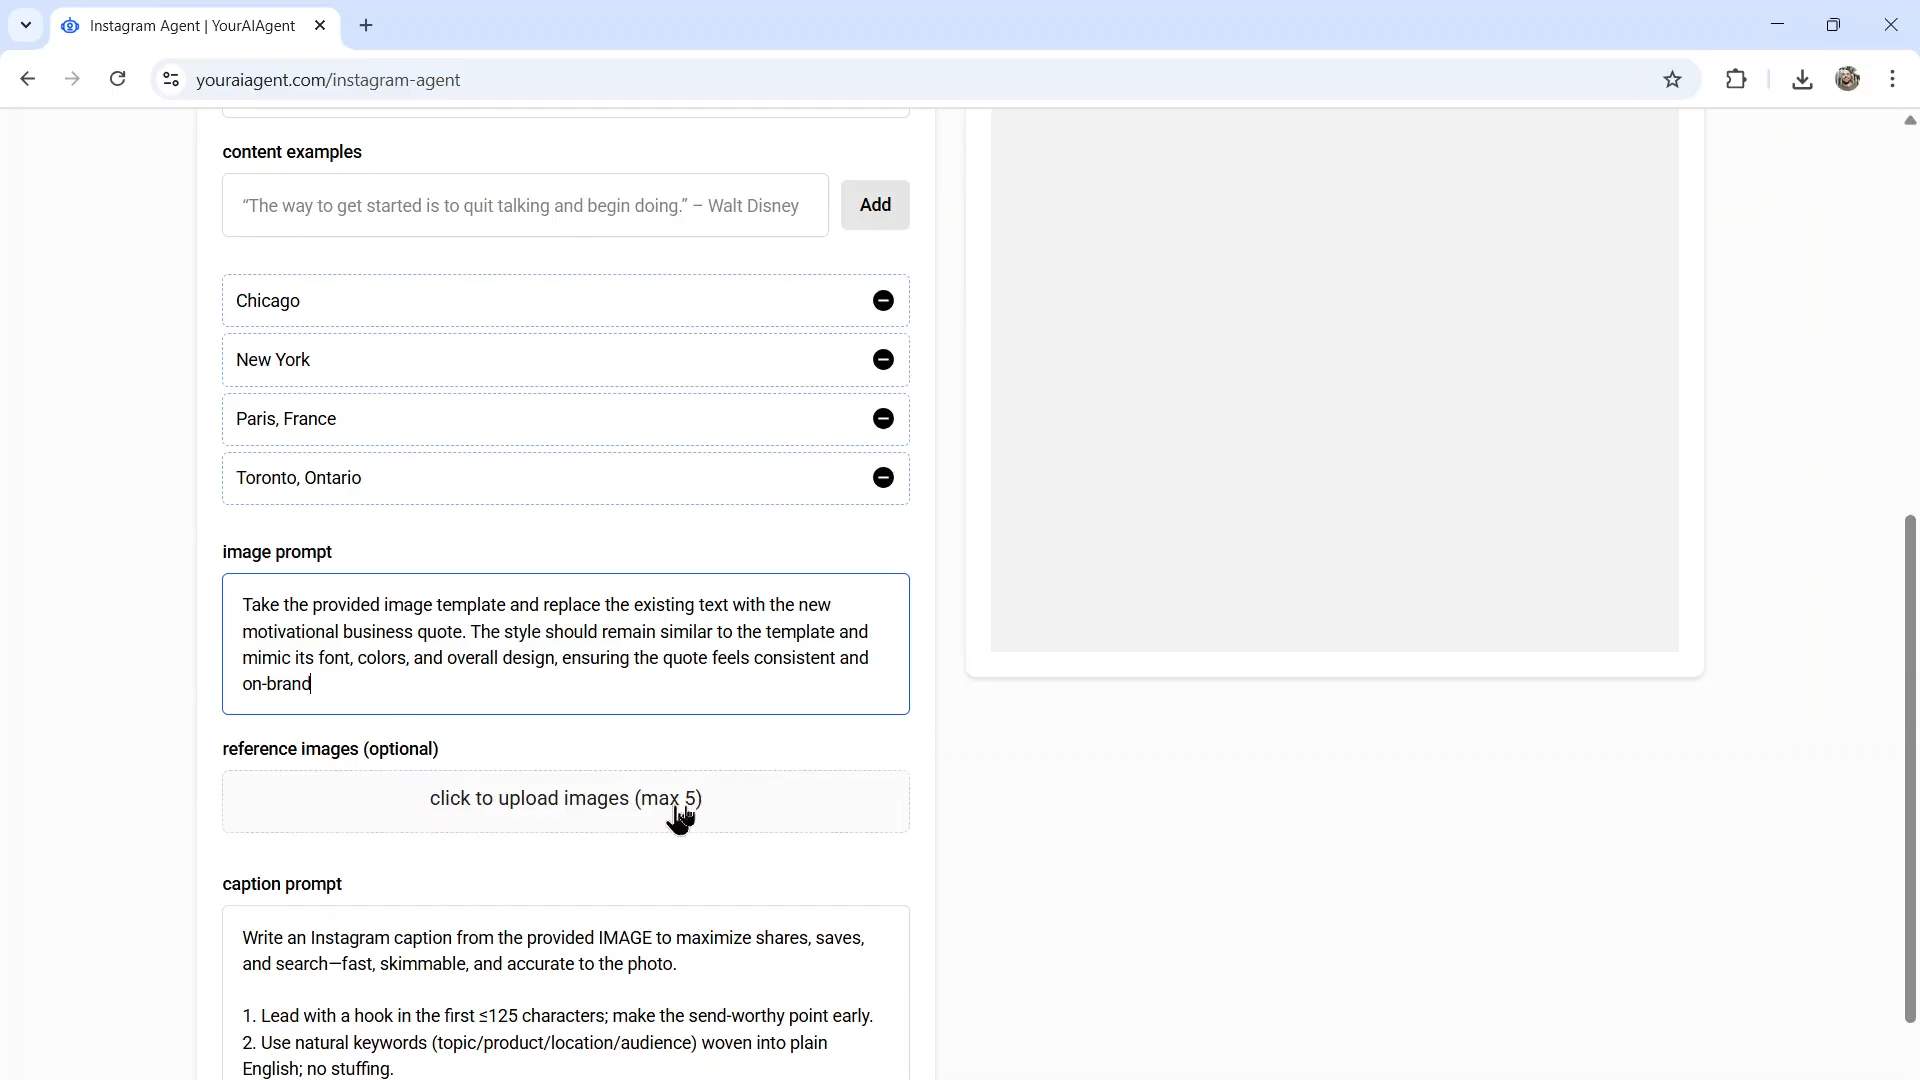 Instagram Agent | YourAIAgent
youraiagent.com/instagram-agent
content examples
“The way to get started is to quit talking and begin doing.” – Walt Disney
Add
Chicago
New York
Paris, France
Toronto, Ontario
image prompt
Take the provided image template and replace the existing text with the new
motivational business quote. The style should remain similar to the template and
mimic its font, colors, and overall design, ensuring the quote feels consistent and
on-brand
reference images (optional)
click to upload images (max 5)
caption prompt
Write an Instagram caption from the provided IMAGE to maximize shares, saves,
and search—fast, skimmable, and accurate to the photo.
1. Lead with a hook in the first ≤125 characters; make the send-worthy point early.
2. Use natural keywords (topic/product/location/audience) woven into plain
English; no stuffing.